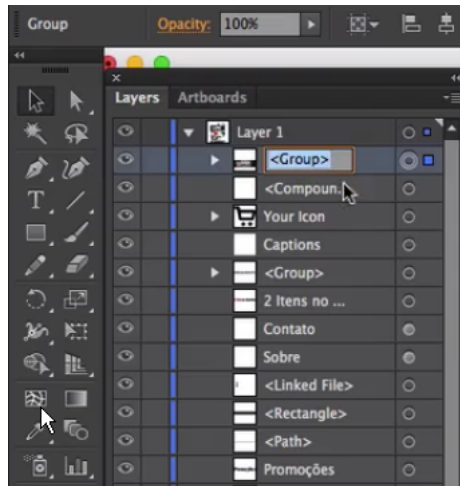 Group Opacity: 100%
Layers Artboards
Layer 1
<Group>
<Compoun...
Your Icon
Captions
<Group>
2 Itens no ...
Contato
Sobre
<Linked File>
<Rectangle>
<Path>
Promoções